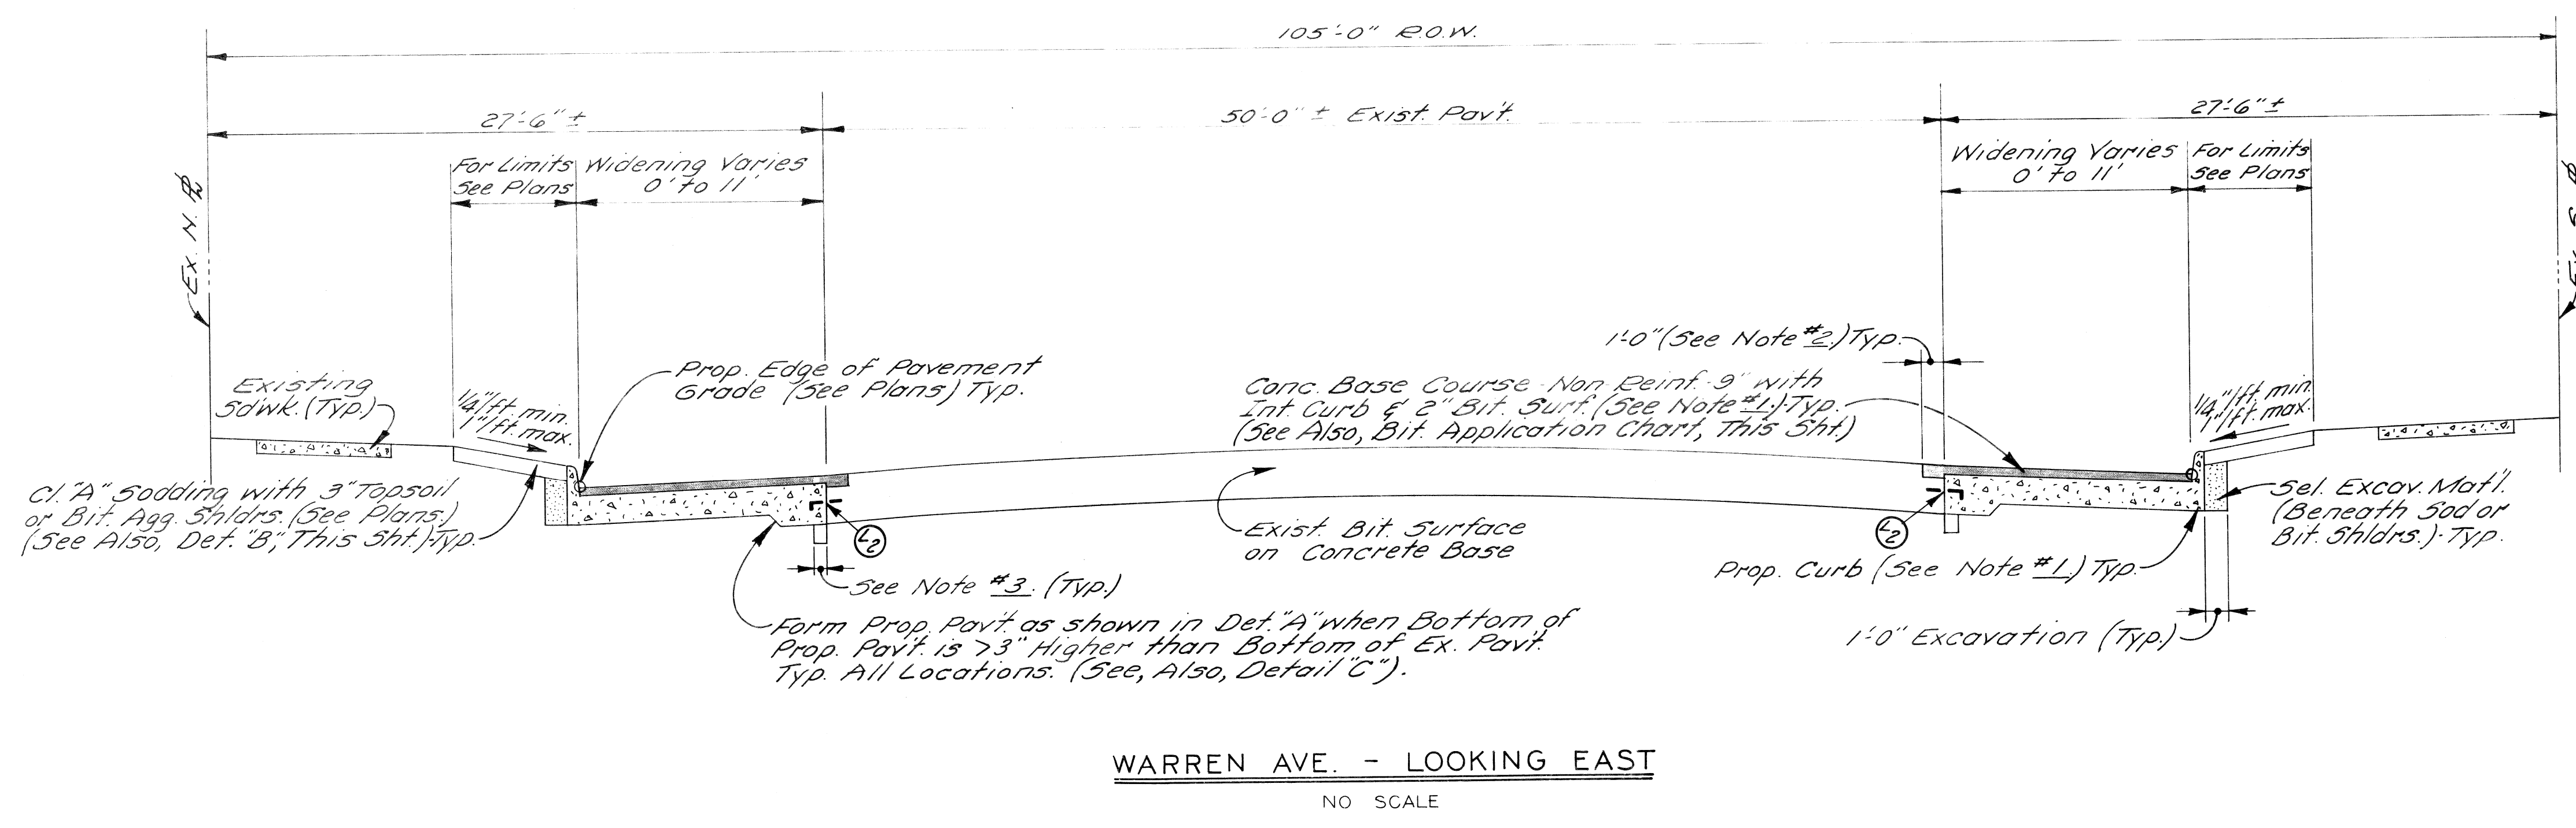 105'-0" R.O.W.
27'-6" ±
50'-0" ± Exist. Pav't.
27'-6" ±
For Limits
See Plans
Widening Varies
0' to 11'
Widening Varies
0' to 11'
For Limits
See Plans
Ex. N. PL
Existing
Sdwk. (Typ.)
1/4"/ft. min.
1"/ft. max.
Prop. Edge of Pavement
Grade (See Plans) Typ.
1'-0" (See Note #2.) Typ.
Conc. Base Course - Non Reinf. - 9" with
Int. Curb & 2" Bit. Surf. (See Note #1.)-Typ.
(See Also, Bit. Application Chart, This Sht.)
1/4"/ft. min.
1"/ft. max.
Cl. "A" Sodding with 3" Topsoil
or Bit. Agg. Shldrs. (See Plans.)
(See Also, Det. "B", This Sht.)-Typ.
L2
Exist. Bit. Surface
on Concrete Base
L2
Sel. Excav. Mat'l.
(Beneath Sod or
Bit. Shldrs.)-Typ.
See Note #3. (Typ.)
Prop. Curb (See Note #1.) Typ.
Form Prop. Pav't. as shown in Det. "A" when Bottom of
Prop. Pav't. is >3" Higher than Bottom of Ex. Pav't.
Typ. All Locations. (See, Also, Detail "C").
1'-0" Excavation (Typ.)
WARREN AVE. - LOOKING EAST
NO SCALE